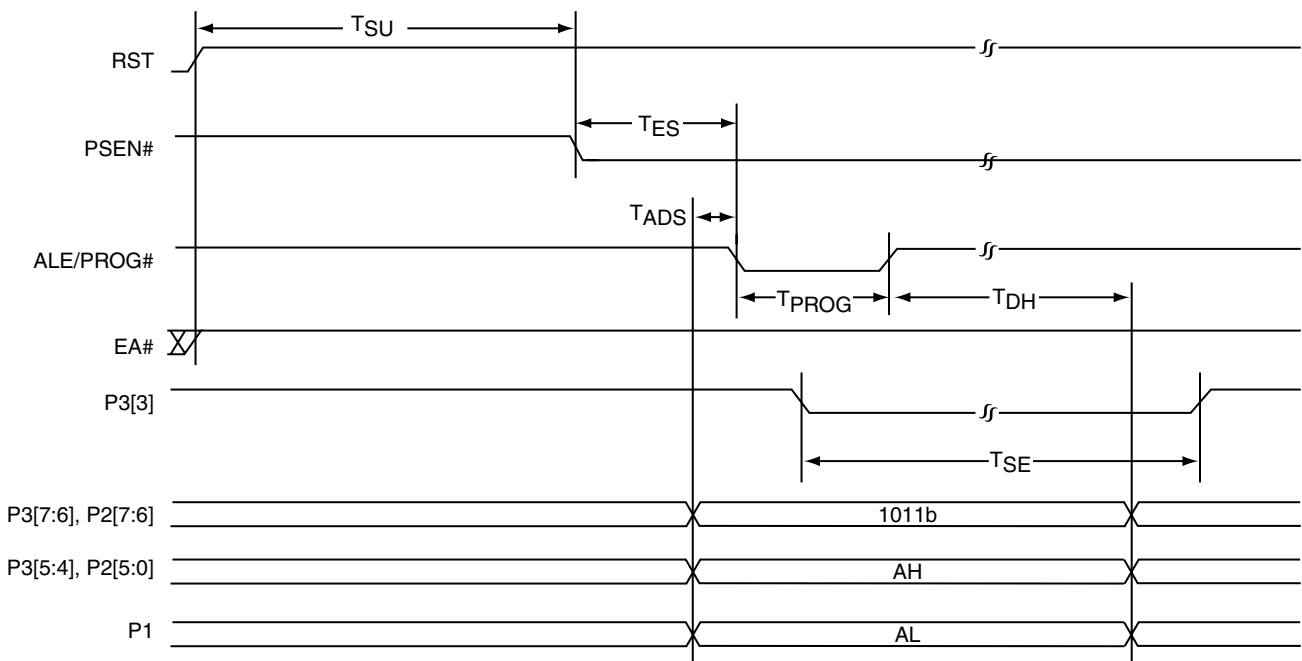 TSU
RST
TES
PSEN#
TADS
ALE/PROG#
TPROG
TDH
EA#
P3[3]
TSE
P3[7:6], P2[7:6]
1011b
P3[5:4], P2[5:0]
AH
P1
AL